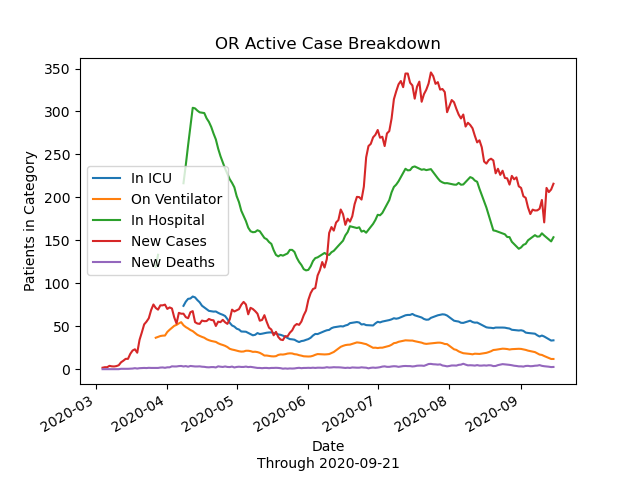 OR Active Case Breakdown
Patients in Category
350
300
250
200
150
100
50
0
In ICU
On Ventilator
In Hospital
New Cases
New Deaths
2020-03
2020-04
2020-05
2020-06
2020-07
2020-08
2020-09
Date
Through 2020-09-21